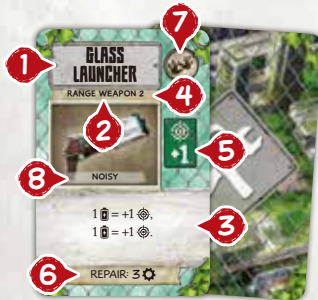 7
1
GLASS
LAUNCHER
RANGE WEAPON 2
4
2
+1
5
8
NOISY
1 = +1 ,
1 = +1 .
3
6
REPAIR: 3